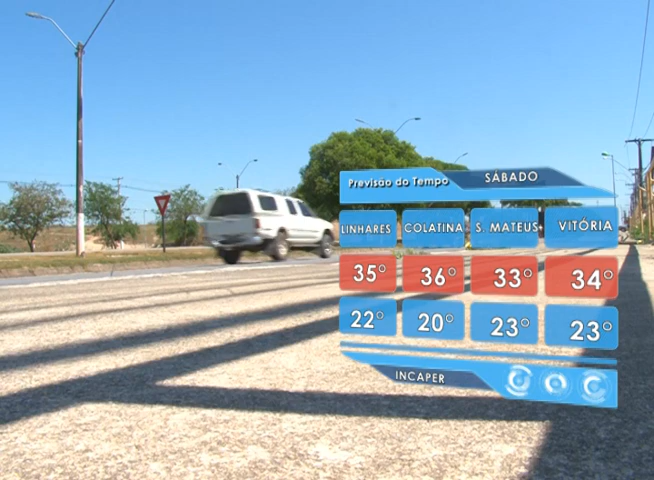 Previsão do Tempo SÁBADO
LINHARES COLATINA S. MATEUS VITÓRIA
35° 36° 33° 34°
22° 20° 23° 23°
INCAPER